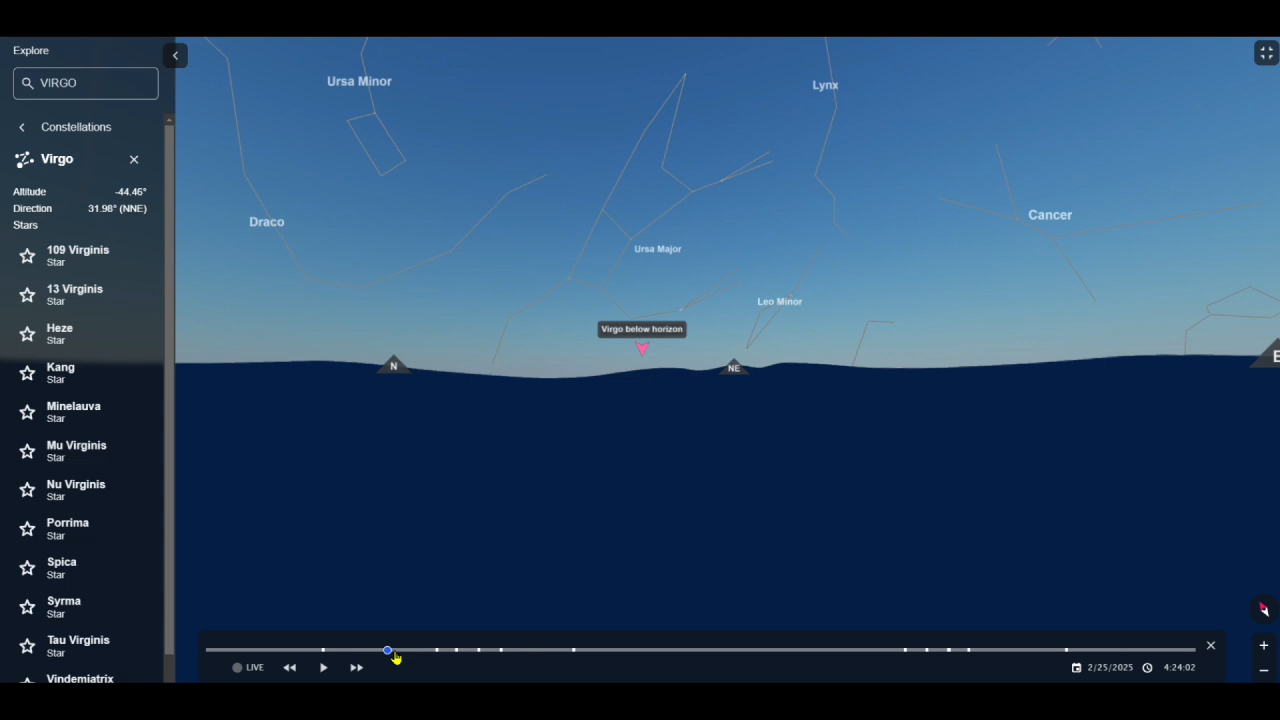 Explore
VIRGO
Constellations
Virgo
Altitude -44.46°
Direction 31.98° (NNE)
Stars
109 Virginis
Star
13 Virginis
Star
Heze
Star
Kang
Star
Minelauva
Star
Mu Virginis
Star
Nu Virginis
Star
Porrima
Star
Spica
Star
Syrma
Star
Tau Virginis
Star
Vindemiatrix
Ursa Minor
Lynx
Draco
Cancer
Ursa Major
Leo Minor
Virgo below horizon
N
NE
E
LIVE
2/25/2025
4:24:02